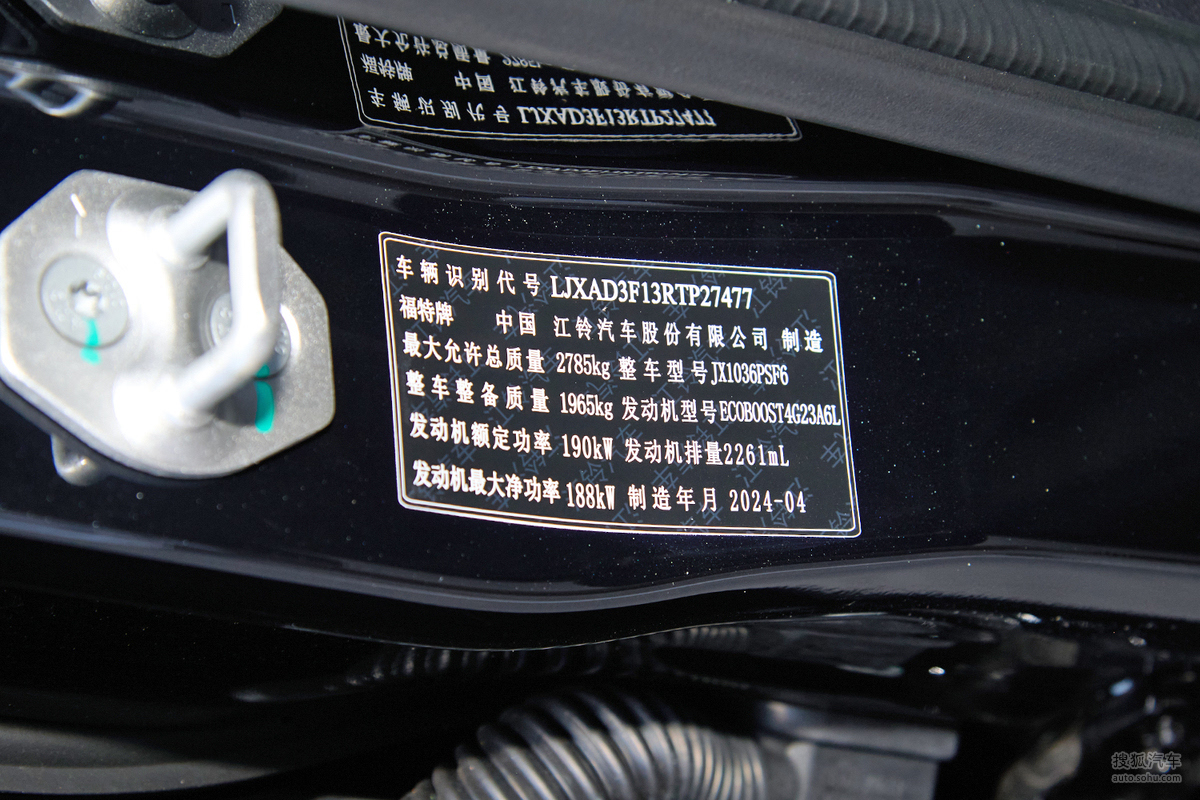 车辆识别代号 LJXAD3F13RTP27477
福特牌 中国 江铃汽车股份有限公司 制造
最大允许总质量 2785kg 整车型号 JX1036PSF6
整车整备质量 1965kg 发动机型号 ECOBOOST4G23A6L
发动机额定功率 190kW 发动机排量 2261mL
发动机最大净功率 188kW 制造年月 2024-04
搜狐汽车
auto.sohu.com